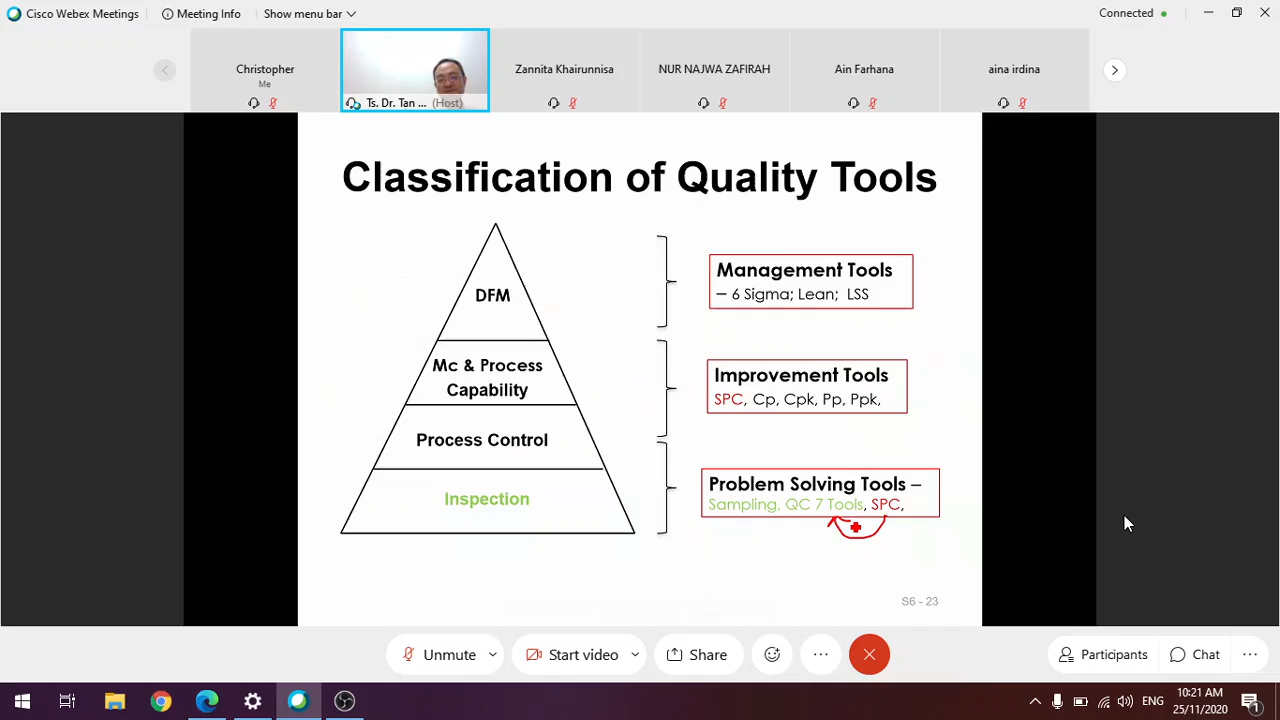 Cisco Webex Meetings
Meeting Info
Show menu bar
Connected
Christopher
Me
Ts. Dr. Tan ... (Host)
Zannita Khairunnisa
NUR NAJWA ZAFIRAH
Ain Farhana
aina irdina
Classification of Quality Tools
DFM
Mc & Process
Capability
Process Control
Inspection
Management Tools
– 6 Sigma; Lean; LSS
Improvement Tools
SPC, Cp, Cpk, Pp, Ppk,
Problem Solving Tools –
Sampling, QC 7 Tools, SPC,
S6 - 23
Unmute
Start video
Share
Participants
Chat
ENG
10:21 AM
25/11/2020
1